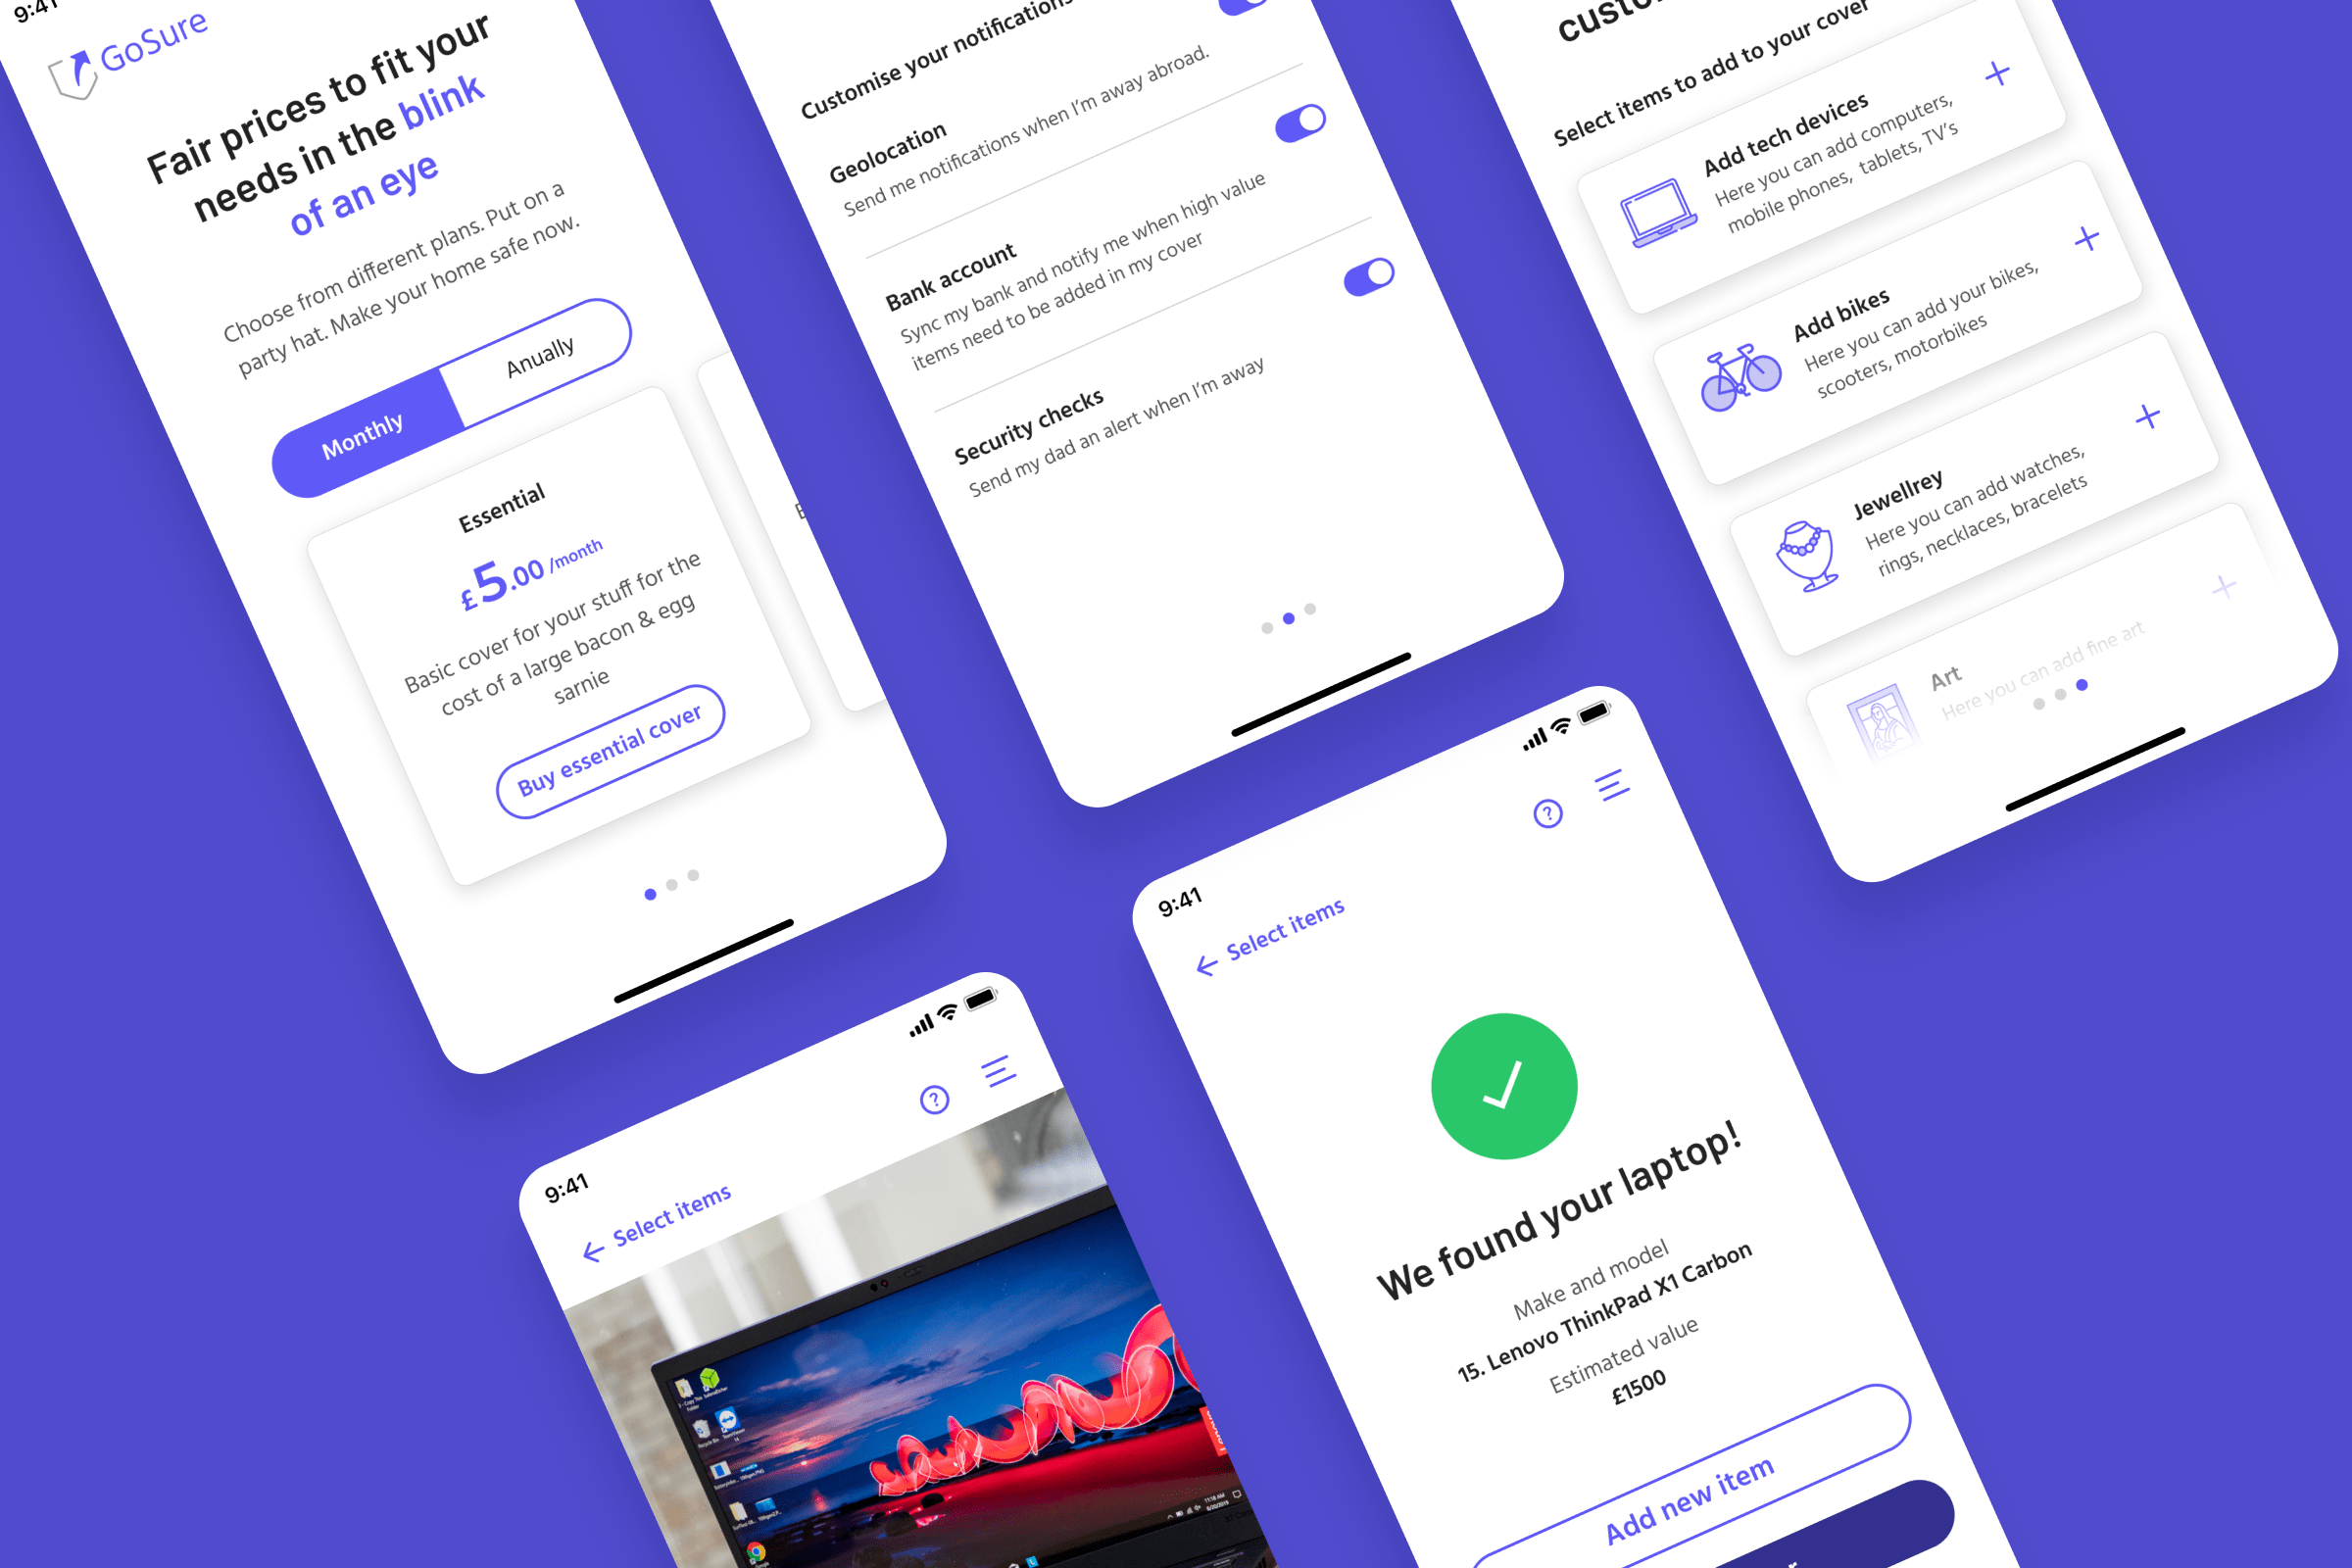 9:41
GoSure
Fair prices to fit your
needs in the blink
of an eye
Choose from different plans. Put on a
party hat. Make your home safe now.
Monthly
Anually
Essential
£5.00 /month
Basic cover for your stuff for the
cost of a large bacon & egg
sarnie
Buy essential cover
Customise your notifications
Geolocation
Send me notifications when I'm away abroad.
Bank account
Sync my bank and notify me when high value
items need to be added in my cover
Security checks
Send my dad an alert when I'm away
Select items to add to your cover
Add tech devices
Here you can add computers,
mobile phones, tablets, TV's
Add bikes
Here you can add your bikes,
scooters, motorbikes
Jewellrey
Here you can add watches,
rings, necklaces, bracelets
Art
Here you can add fine art
9:41
Select items
9:41
Select items
We found your laptop!
Make and model
15. Lenovo ThinkPad X1 Carbon
Estimated value
£1500
Add new item